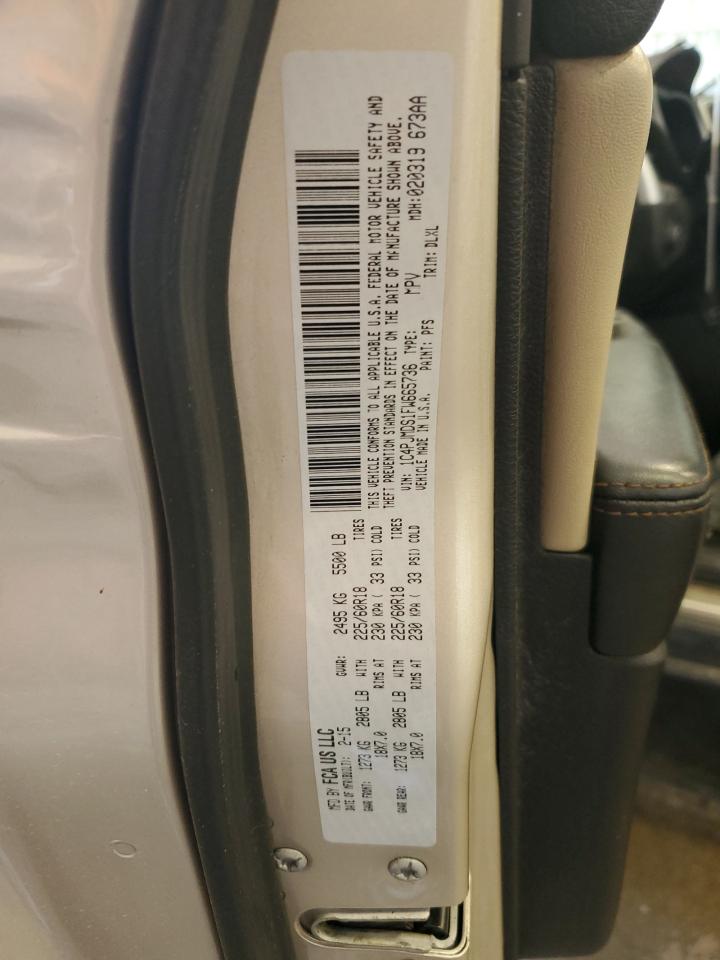 MFD BY FCA US LLC
DATE OF MFR(BUILT): 2-15 GVWR: 2495 KG 5500 LB
GAWR FRONT: 1273 KG 2805 LB WITH 225/60R18 TIRES
18X7.0 RIMS AT 230 KPA ( 33 PSI) COLD
GAWR REAR: 1273 KG 2805 LB WITH 225/60R18 TIRES
18X7.0 RIMS AT 230 KPA ( 33 PSI) COLD
THIS VEHICLE CONFORMS TO ALL APPLICABLE U.S.A. FEDERAL MOTOR VEHICLE SAFETY AND
THEFT PREVENTION STANDARDS IN EFFECT ON THE DATE OF MANUFACTURE SHOWN ABOVE.
VIN: 1C4PJMDS1FW665736 TYPE: MPV MDH:020319 673AA
VEHICLE MADE IN U.S.A. PAINT: PFS TRIM: DLXL